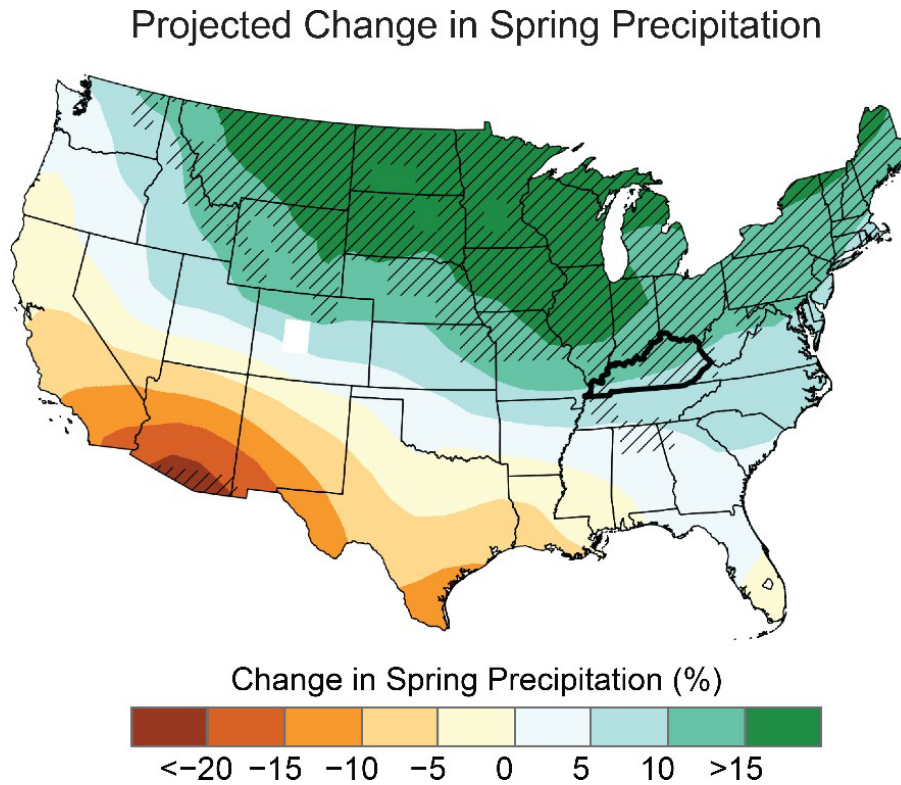 Projected Change in Spring Precipitation
Change in Spring Precipitation (%)
<−20 −15 −10 −5 0 5 10 >15